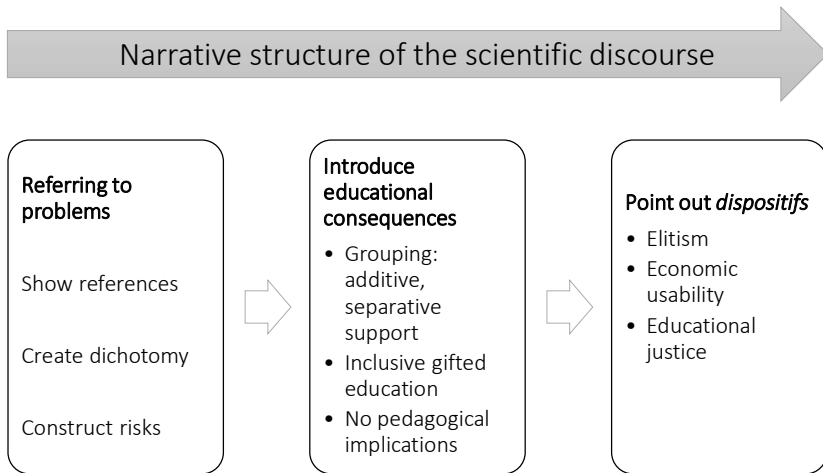 Narrative structure of the scientific discourse
Referring to
problems
Show references
Create dichotomy
Construct risks
Introduce
educational
consequences
• Grouping:
additive,
separative
support
• Inclusive gifted
education
• No pedagogical
implications
Point out dispositifs
• Elitism
• Economic
usability
• Educational
justice